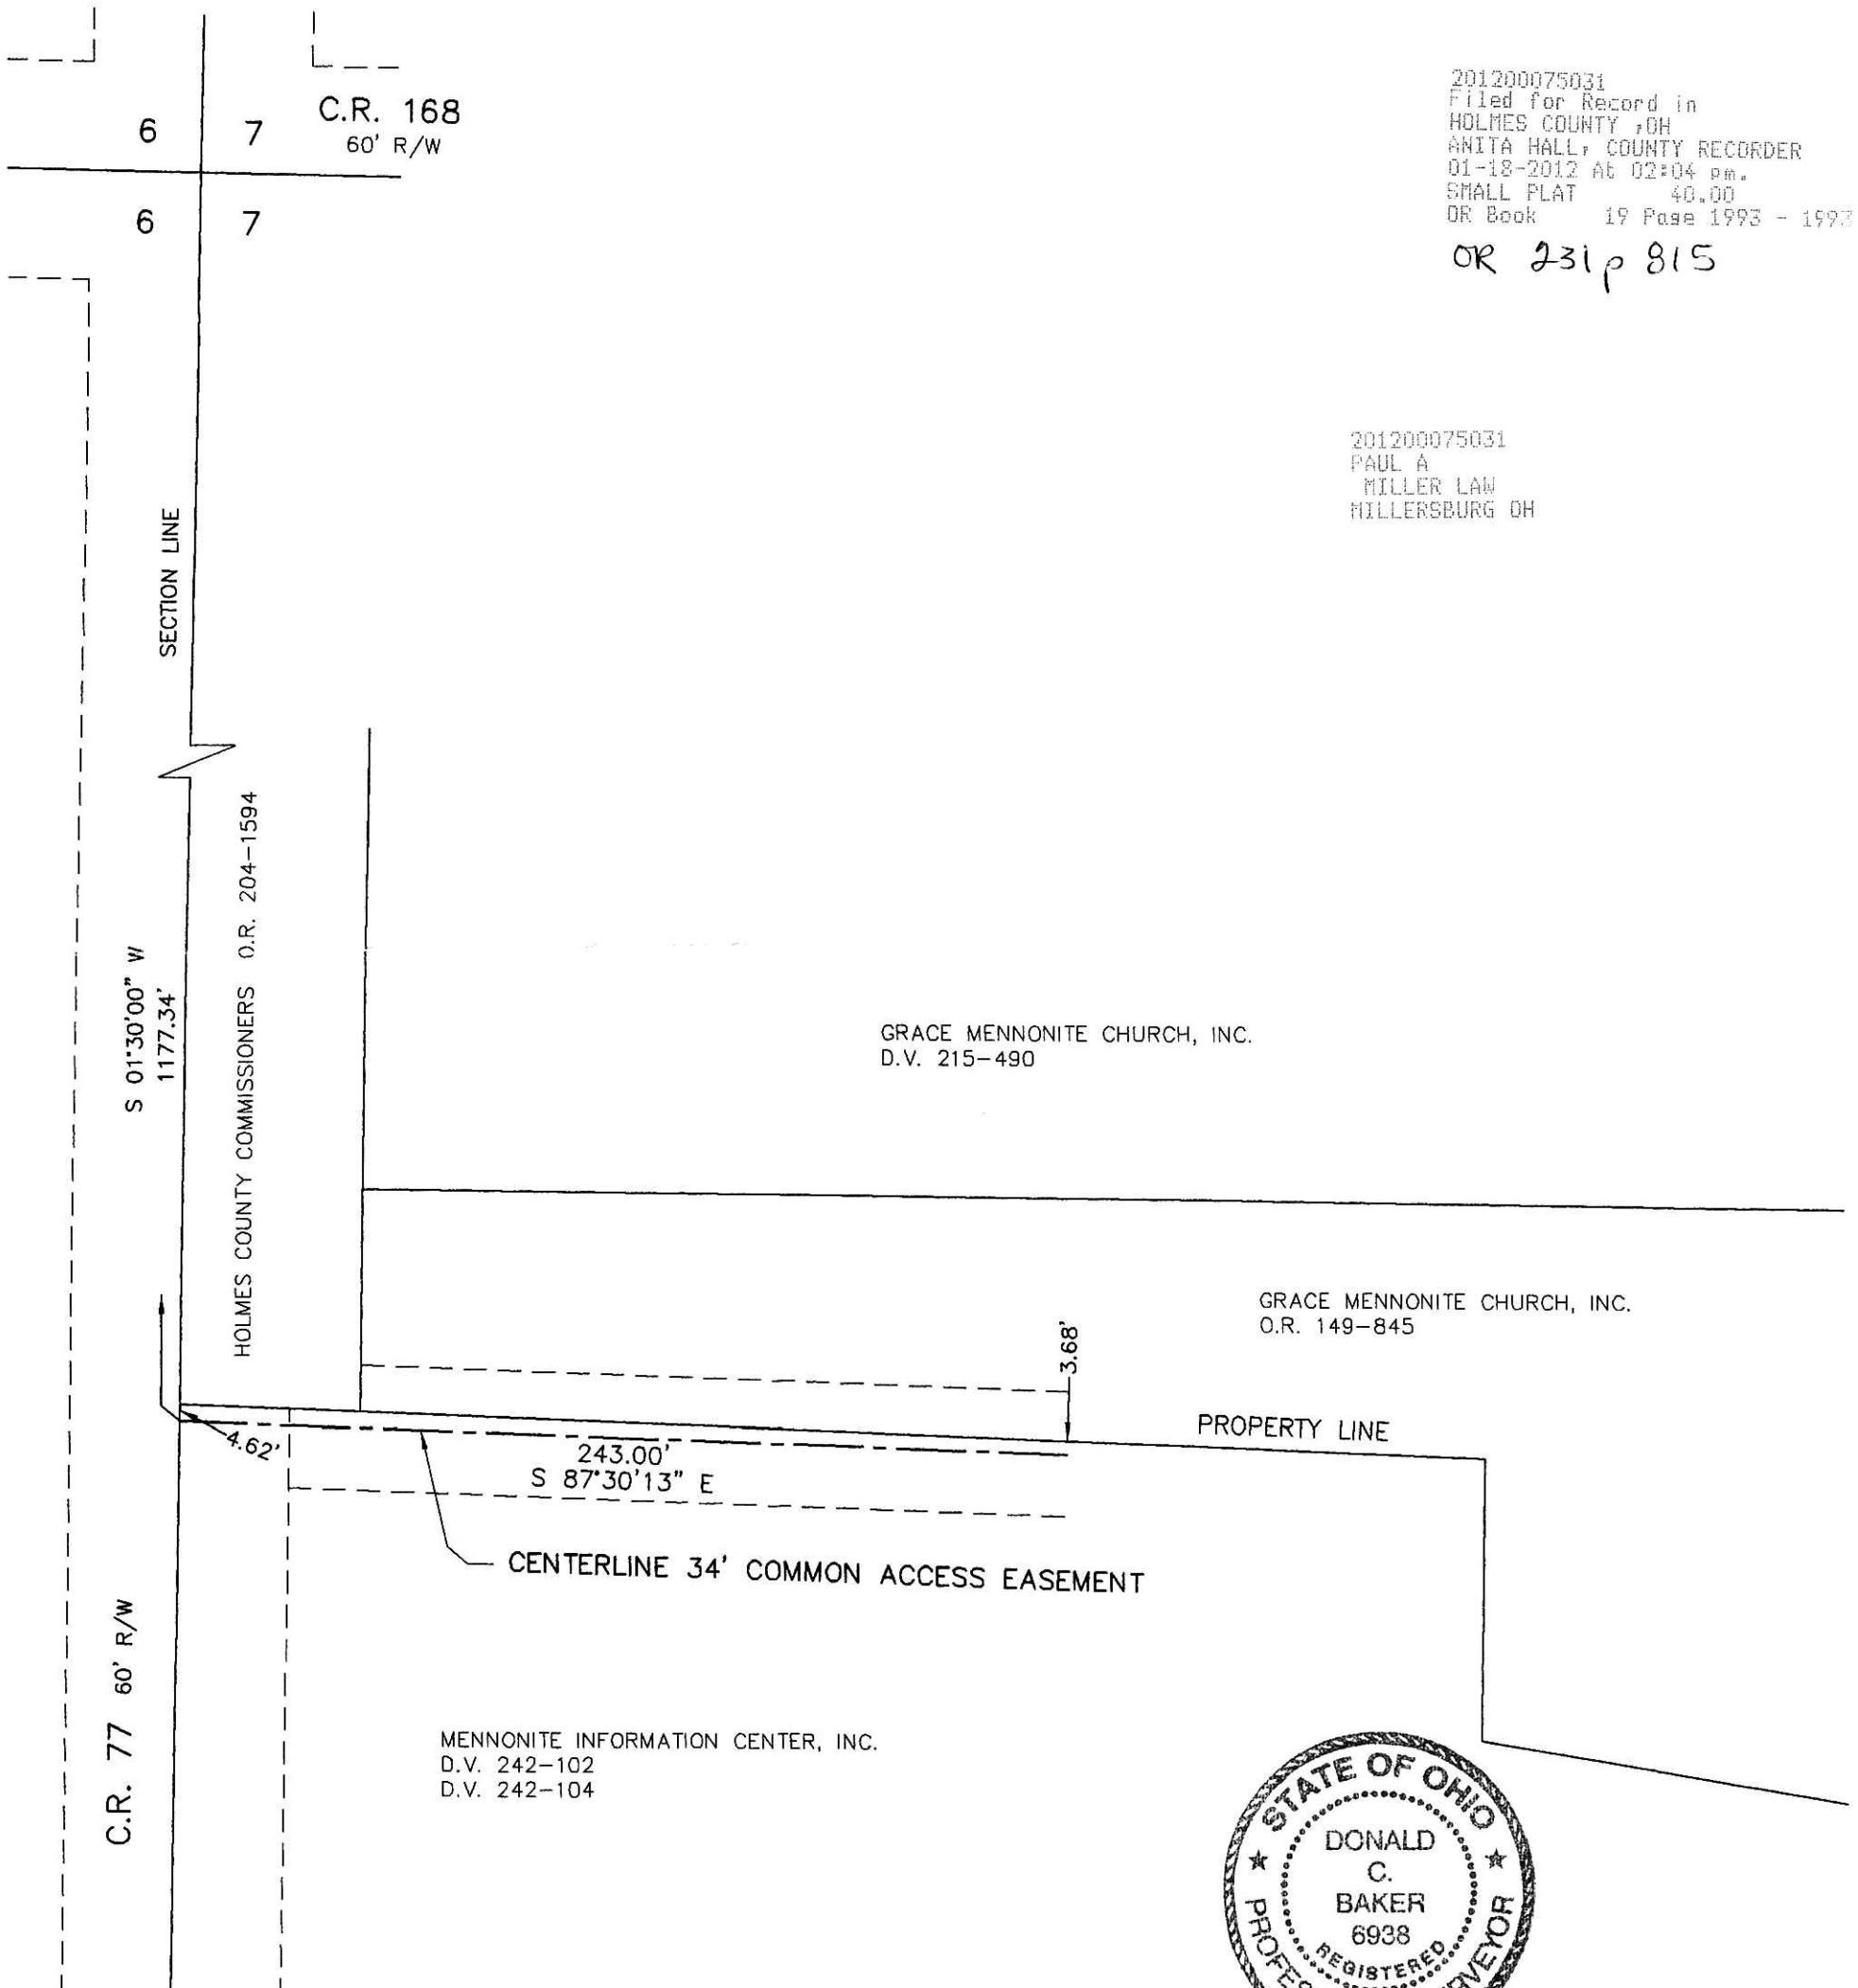 6 7
C.R. 168
60' R/W
6 7
201200075031
Filed for Record in
HOLMES COUNTY ,OH
ANITA HALL, COUNTY RECORDER
01-18-2012 At 02:04 pm.
SMALL PLAT 40.00
OR Book 19 Page 1993 - 1993
OR 231 p 815
201200075031
PAUL A
MILLER LAW
MILLERSBURG OH
SECTION LINE
HOLMES COUNTY COMMISSIONERS O.R. 204-1594
S 01°30'00" W
1177.34'
GRACE MENNONITE CHURCH, INC.
D.V. 215-490
GRACE MENNONITE CHURCH, INC.
O.R. 149-845
3.68'
PROPERTY LINE
4.62'
243.00'
S 87°30'13" E
CENTERLINE 34' COMMON ACCESS EASEMENT
C.R. 77 60' R/W
MENNONITE INFORMATION CENTER, INC.
D.V. 242-102
D.V. 242-104
STATE OF OHIO
DONALD
C.
BAKER
6938
REGISTERED